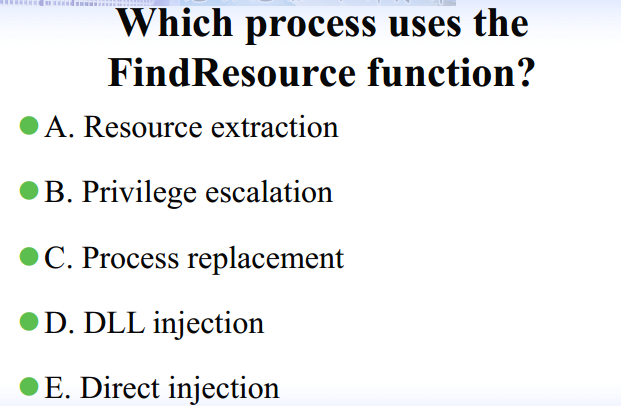 Which process uses the
FindResource function?
A. Resource extraction
B. Privilege escalation
C. Process replacement
D. DLL injection
E. Direct injection